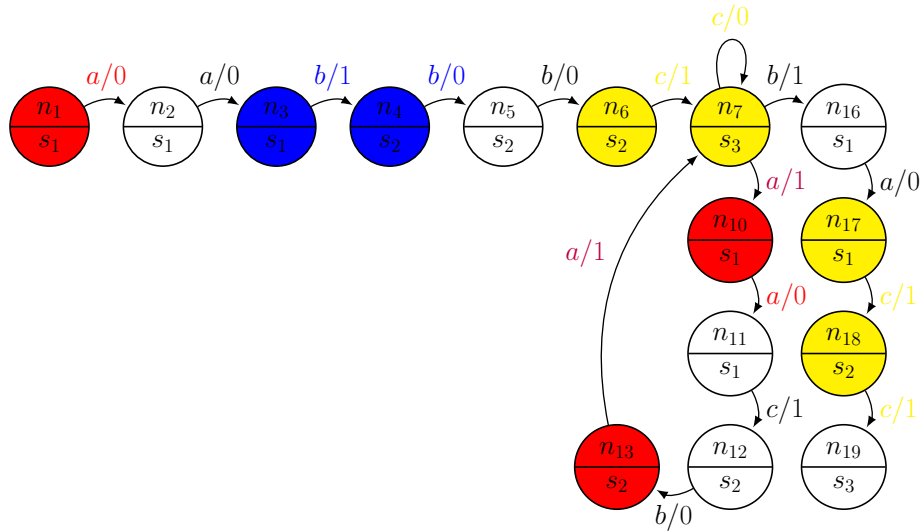 c/0
a/0 a/0 b/1 b/0 b/0 c/1 b/1
n1 n2 n3 n4 n5 n6 n7 n16
s1 s1 s1 s2 s2 s2 s3 s1
a/1 a/0
n10 n17
s1 s1
a/1
a/0 c/1
n11 n18
s1 s2
c/1 c/1
n13 n12 n19
s2 s2 s3
b/0